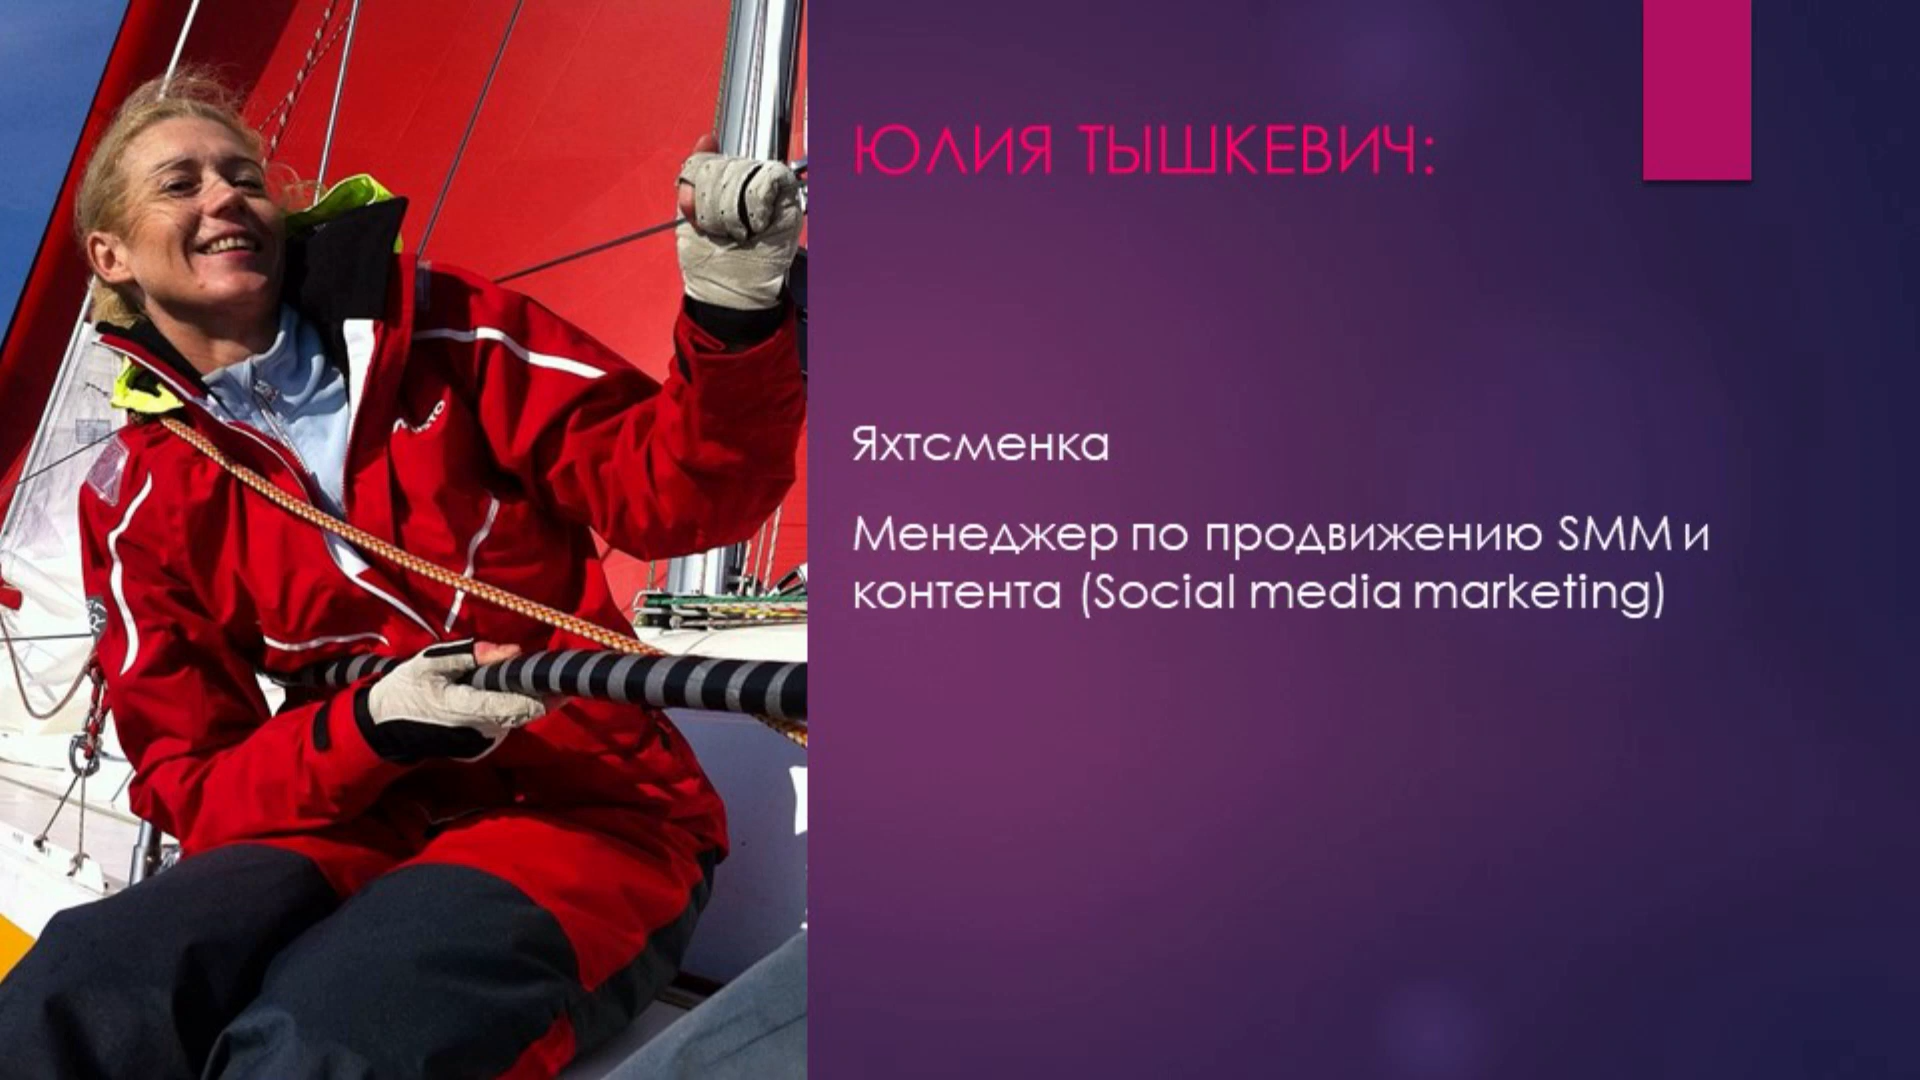 ЮЛИЯ ТЫШКЕВИЧ:
Яхтсменка
Менеджер по продвижению SMM и
контента (Social media marketing)